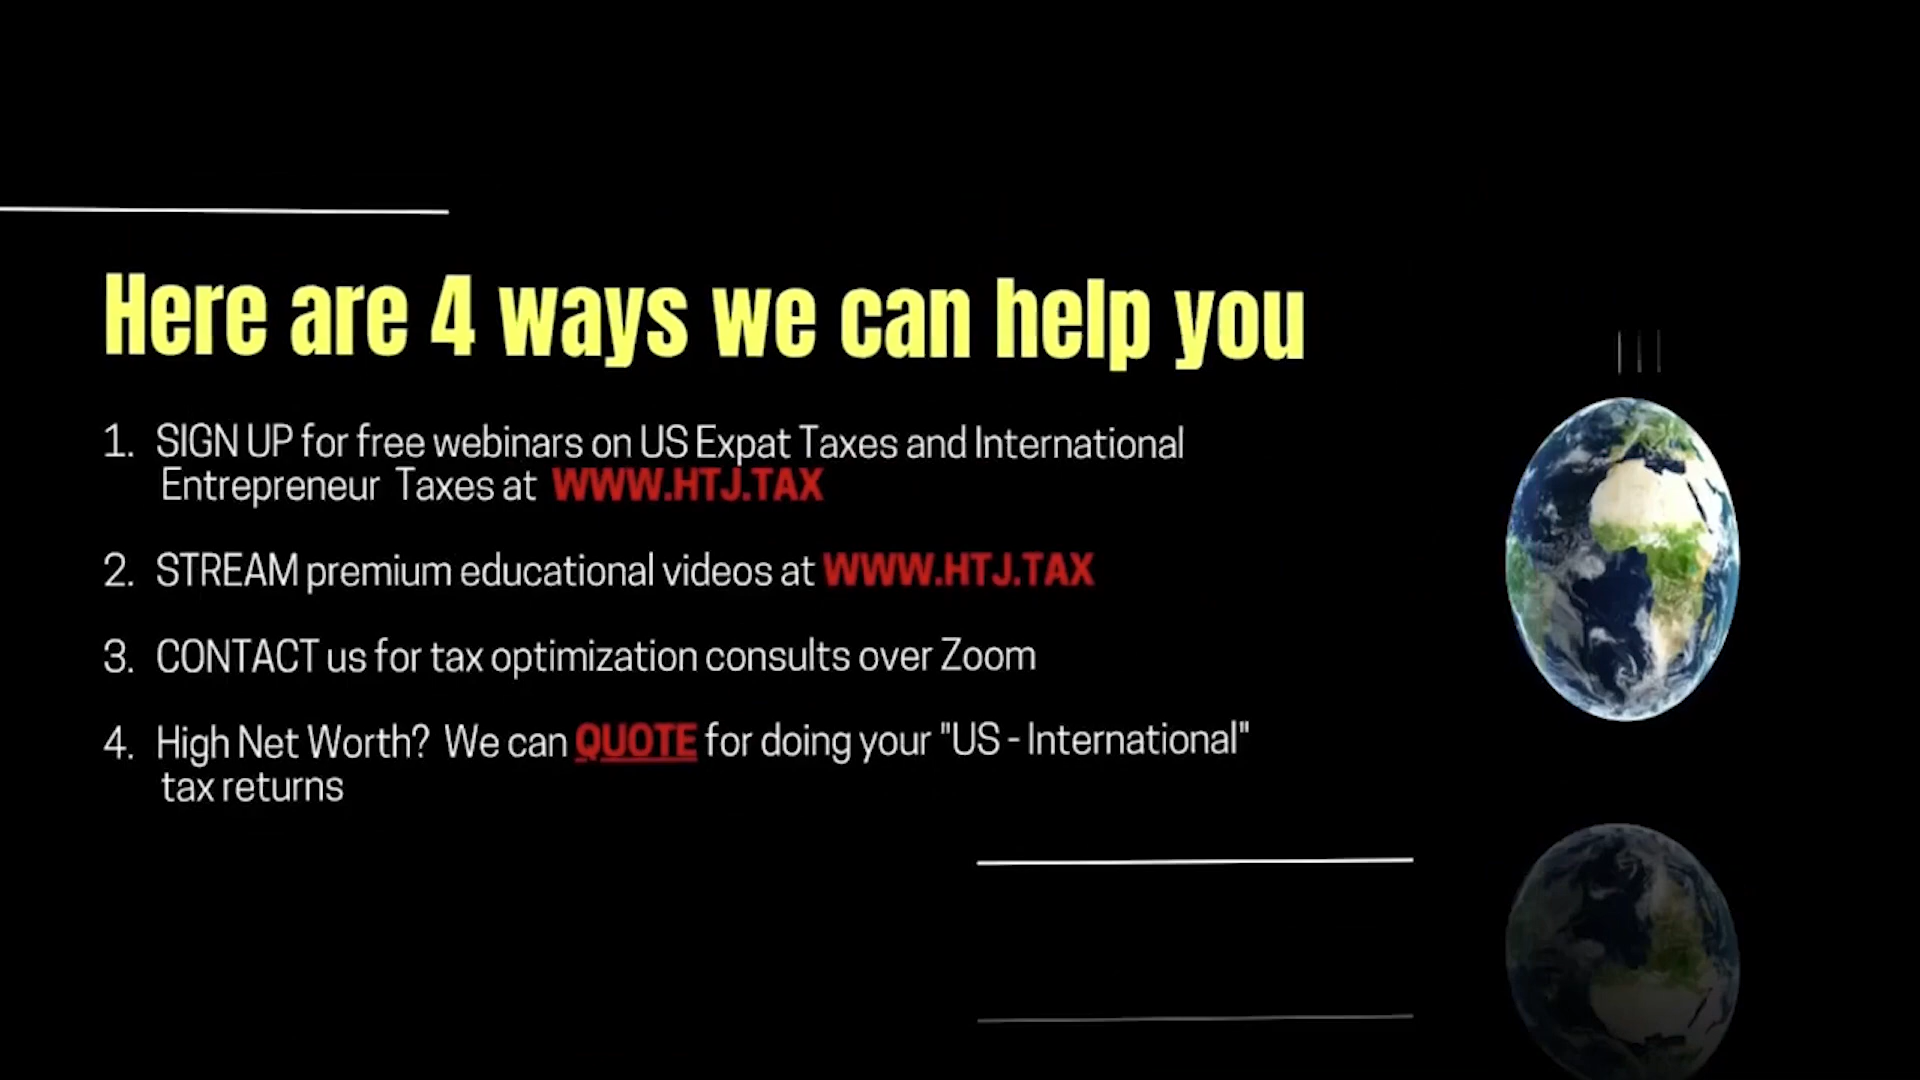 Here are 4 ways we can help you
1. SIGN UP for free webinars on US Expat Taxes and International
Entrepreneur Taxes at WWW.HTJ.TAX
2. STREAM premium educational videos at WWW.HTJ.TAX
3. CONTACT us for tax optimization consults over Zoom
4. High Net Worth? We can QUOTE for doing your "US - International"
tax returns